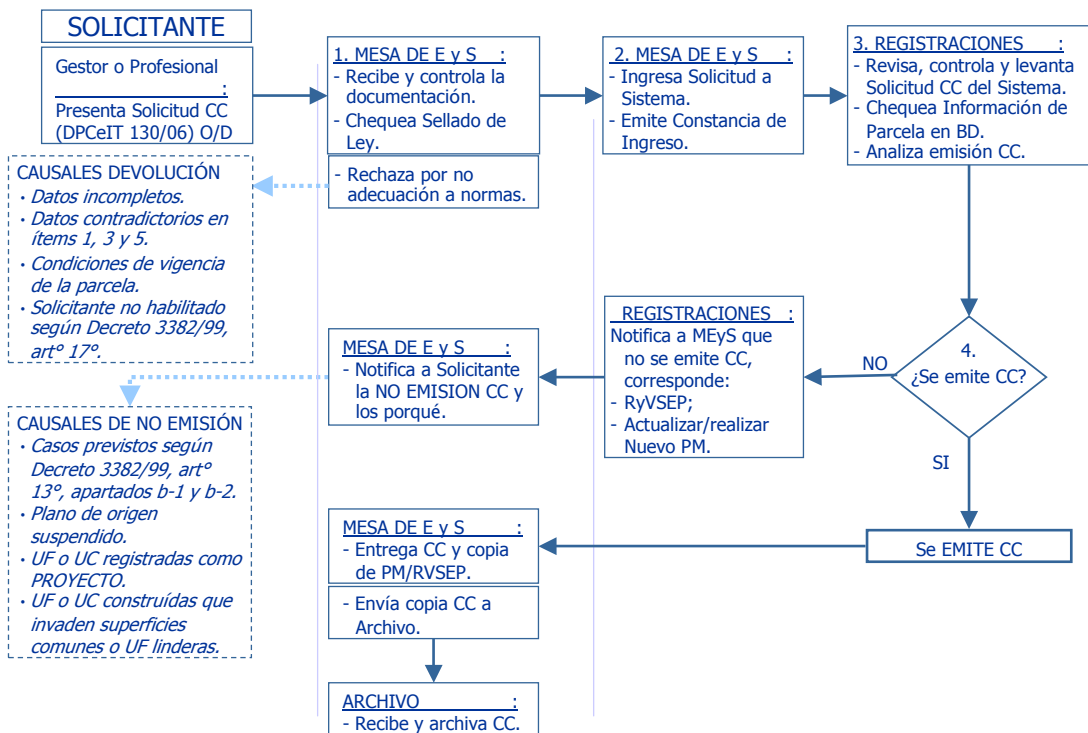 SOLICITANTE
Gestor o Profesional
:
Presenta Solicitud CC
(DPCeIT 130/06) O/D
1. MESA DE E y S :
- Recibe y controla la
documentación.
- Chequea Sellado de
Ley.
- Rechaza por no
adecuación a normas.
2. MESA DE E y S :
- Ingresa Solicitud a
Sistema.
- Emite Constancia de
Ingreso.
3. REGISTRACIONES :
- Revisa, controla y levanta
Solicitud CC del Sistema.
- Chequea Información de
Parcela en BD.
- Analiza emisión CC.
CAUSALES DEVOLUCIÓN
· Datos incompletos.
· Datos contradictorios en
ítems 1, 3 y 5.
· Condiciones de vigencia
de la parcela.
· Solicitante no habilitado
según Decreto 3382/99,
artº 17°.
4.
¿Se emite CC?
NO
SI
REGISTRACIONES :
Notifica a MEyS que
no se emite CC,
corresponde:
- RyVSEP;
- Actualizar/realizar
Nuevo PM.
MESA DE E y S :
- Notifica a Solicitante
la NO EMISION CC y
los porqué.
CAUSALES DE NO EMISIÓN
· Casos previstos según
Decreto 3382/99, artº
13°, apartados b-1 y b-2.
· Plano de origen
suspendido.
· UF o UC registradas como
PROYECTO.
· UF o UC construídas que
invaden superficies
comunes o UF linderas.
Se EMITE CC
MESA DE E y S :
- Entrega CC y copia
de PM/RVSEP.
- Envía copia CC a
Archivo.
ARCHIVO :
- Recibe y archiva CC.